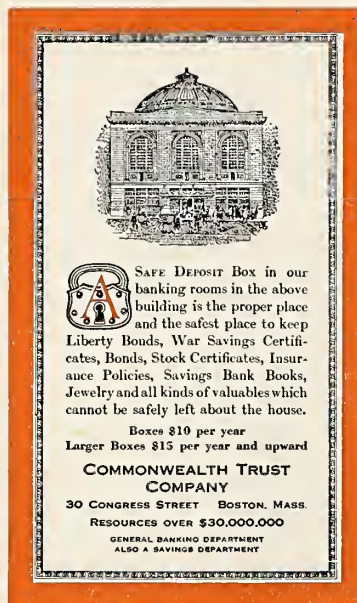 A SAFE DEPOSIT BOX in our
banking rooms in the above
building is the proper place
and the safest place to keep
Liberty Bonds, War Savings Certifi-
cates, Bonds, Stock Certificates, Insur-
ance Policies, Savings Bank Books,
Jewelry and all kinds of valuables which
cannot be safely left about the house.
Boxes $10 per year
Larger Boxes $15 per year and upward
COMMONWEALTH TRUST
COMPANY
30 CONGRESS STREET BOSTON, MASS.
RESOURCES OVER $30,000,000
GENERAL BANKING DEPARTMENT
ALSO A SAVINGS DEPARTMENT